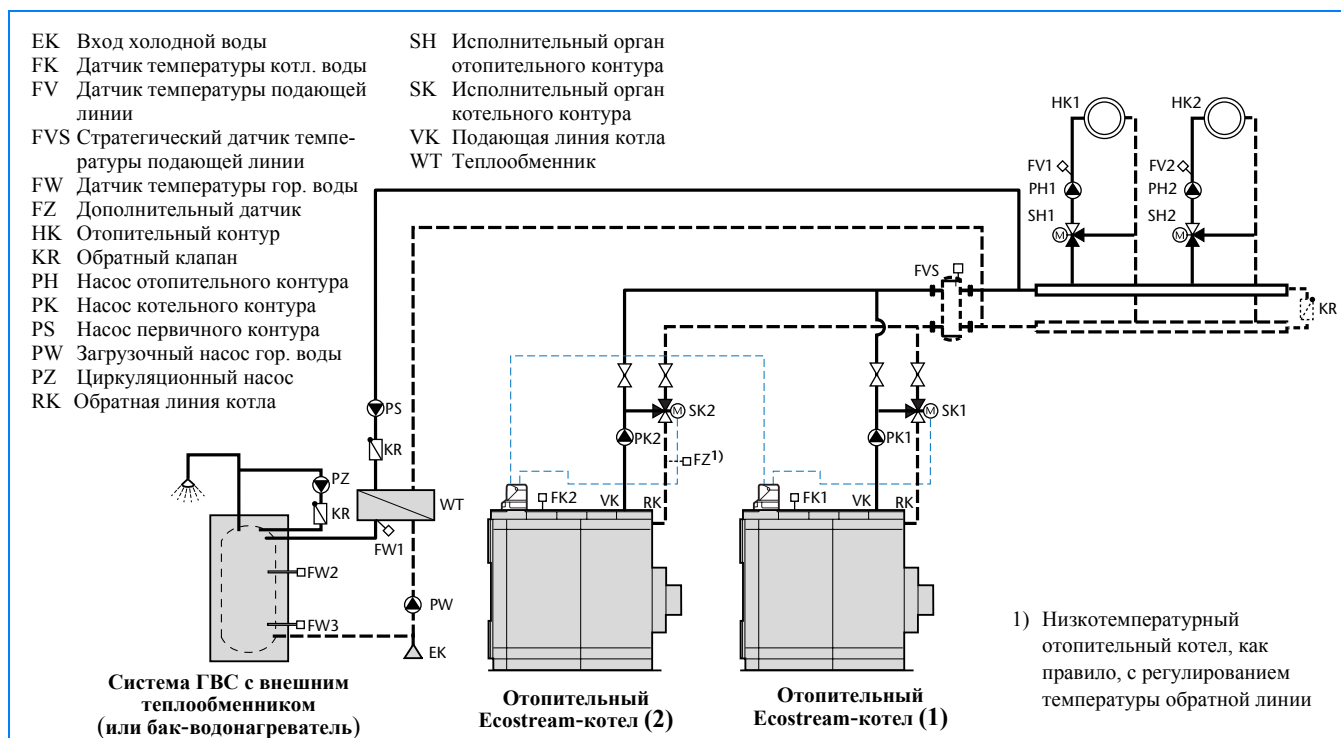 EK Вход холодной воды
FK Датчик температуры котл. воды
FV Датчик температуры подающей
линии
FVS Стратегический датчик темпе-
ратуры подающей линии
FW Датчик температуры гор. воды
FZ Дополнительный датчик
HK Отопительный контур
KR Обратный клапан
PH Насос отопительного контура
PK Насос котельного контура
PS Насос первичного контура
PW Загрузочный насос гор. воды
PZ Циркуляционный насос
RK Обратная линия котла
SH Исполнительный орган
отопительного контура
SK Исполнительный орган
котельного контура
VK Подающая линия котла
WT Теплообменник
HK1
HK2
FV1
FV2
PH1
PH2
SH1
SH2
M
M
FVS
KR
PS
KR
PZ
KR
WT
FW1
FW2
FW3
PW
EK
M
SK2
PK2
FZ1)
FK2
VK
RK
M
SK1
PK1
FK1
VK
RK
Система ГВС с внешним
теплообменником
(или бак-водонагреватель)
Отопительный
Ecostream-котел (2)
Отопительный
Ecostream-котел (1)
1) Низкотемпературный
отопительный котел, как
правило, с регулированием
температуры обратной линии